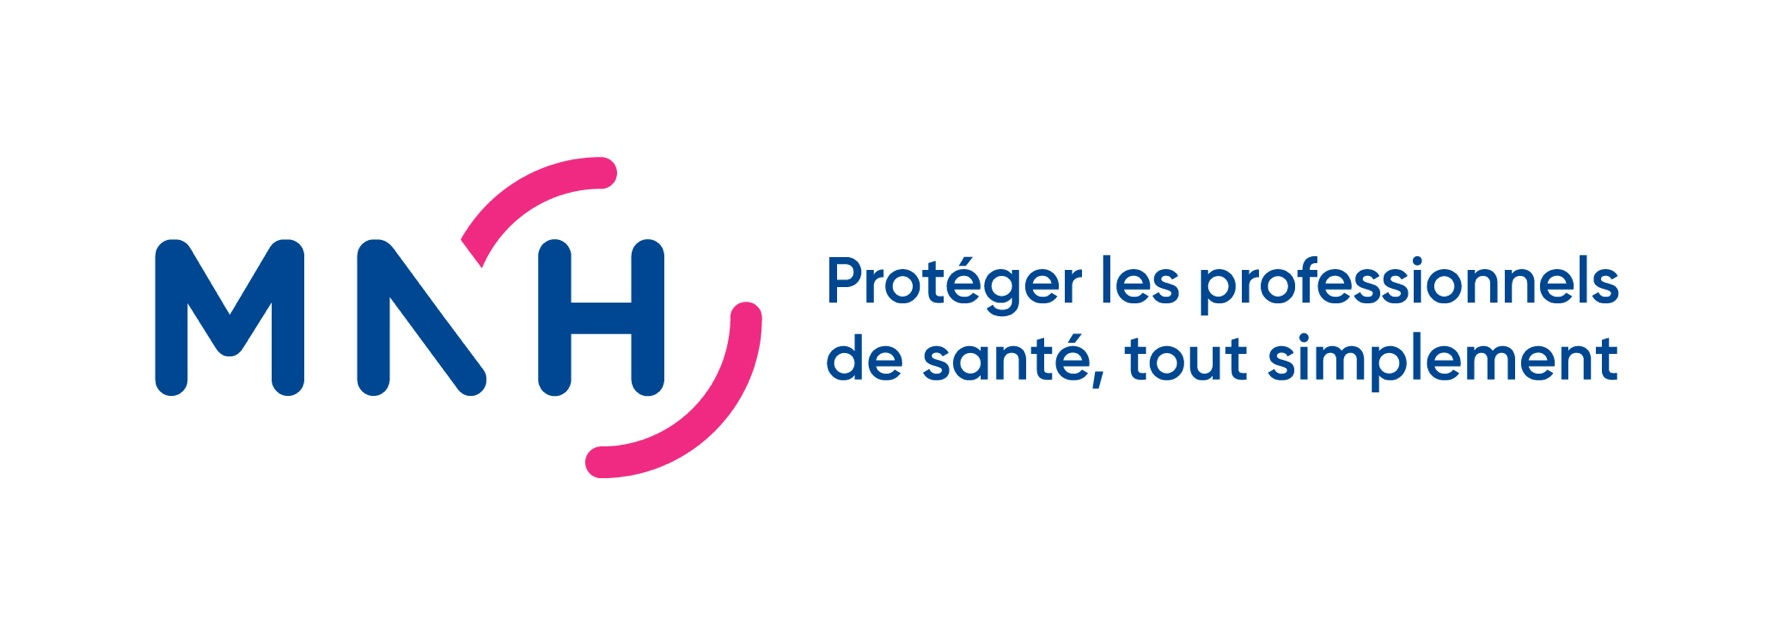 MNH
Protéger les professionnels
de santé, tout simplement